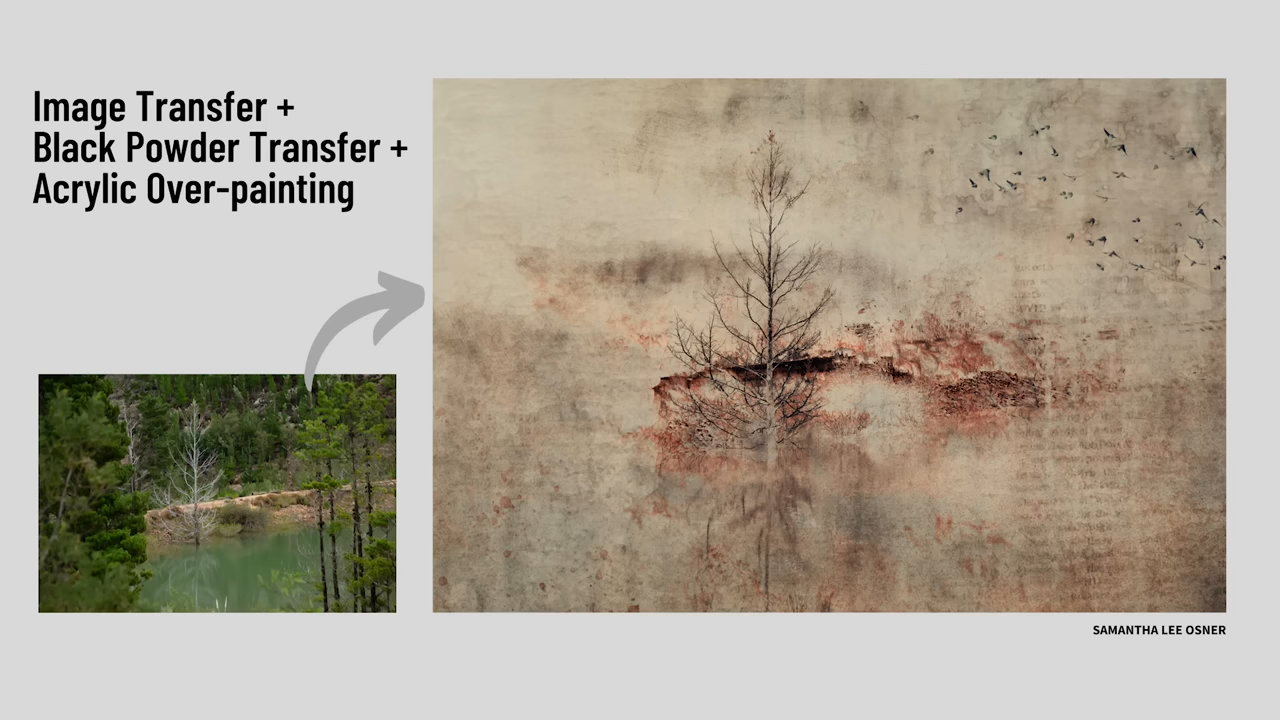 Image Transfer +
Black Powder Transfer +
Acrylic Over-painting
SAMANTHA LEE OSNER